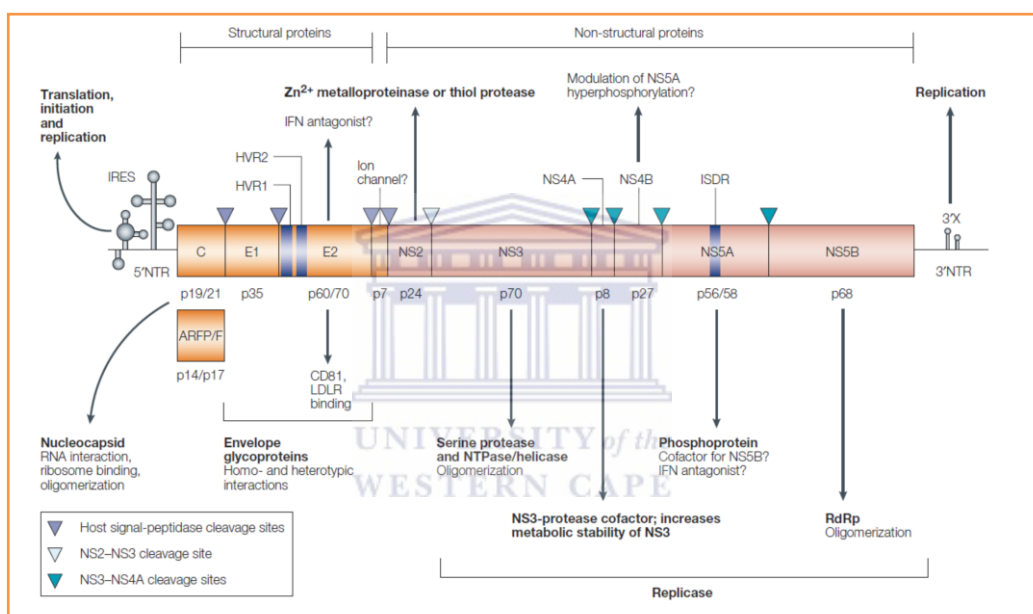 Structural proteins
Non-structural proteins
Translation,
initiation
and
replication
Zn2+ metalloproteinase or thiol protease
Modulation of NS5A
hyperphosphorylation?
Replication
IFN antagonist?
HVR2
HVR1
Ion
channel?
IRES
NS4A
NS4B
ISDR
3′X
5′NTR
C
E1
E2
NS2
NS3
NS5A
NS5B
3′NTR
p19/21
p35
p60/70
p7
p24
p70
p8
p27
p56/58
p68
ARFP/F
p14/p17
CD81,
LDLR
binding
Nucleocapsid
RNA interaction,
ribosome binding,
oligomerization
Envelope
glycoproteins
Homo- and heterotypic
interactions
Serine protease
and NTPase/helicase
Oligomerization
Phosphoprotein
Cofactor for NS5B?
IFN antagonist?
UNIVERSITY of the
WESTERN CAPE
NS3-protease cofactor; increases
metabolic stability of NS3
RdRp
Oligomerization
Host signal-peptidase cleavage sites
NS2–NS3 cleavage site
NS3–NS4A cleavage sites
Replicase